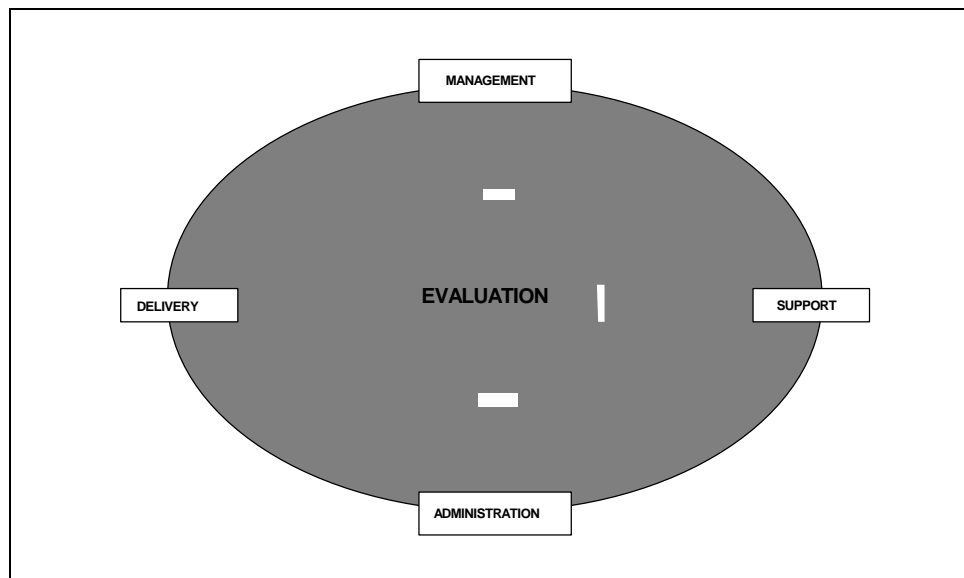 MANAGEMENT
DELIVERY
EVALUATION
SUPPORT
ADMINISTRATION